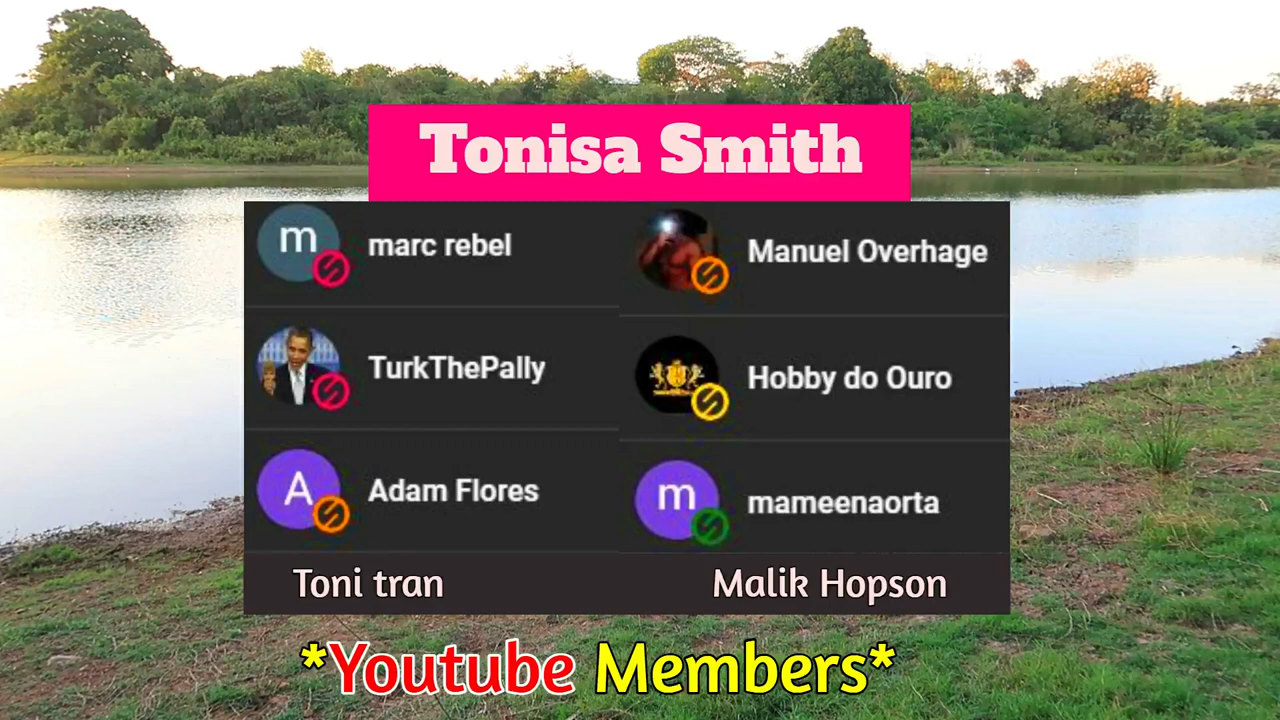 Tonisa Smith
m marc rebel
TurkThePally
A Adam Flores
Toni tran
Manuel Overhage
Hobby do Ouro
m mameenaorta
Malik Hopson
*Youtube Members*